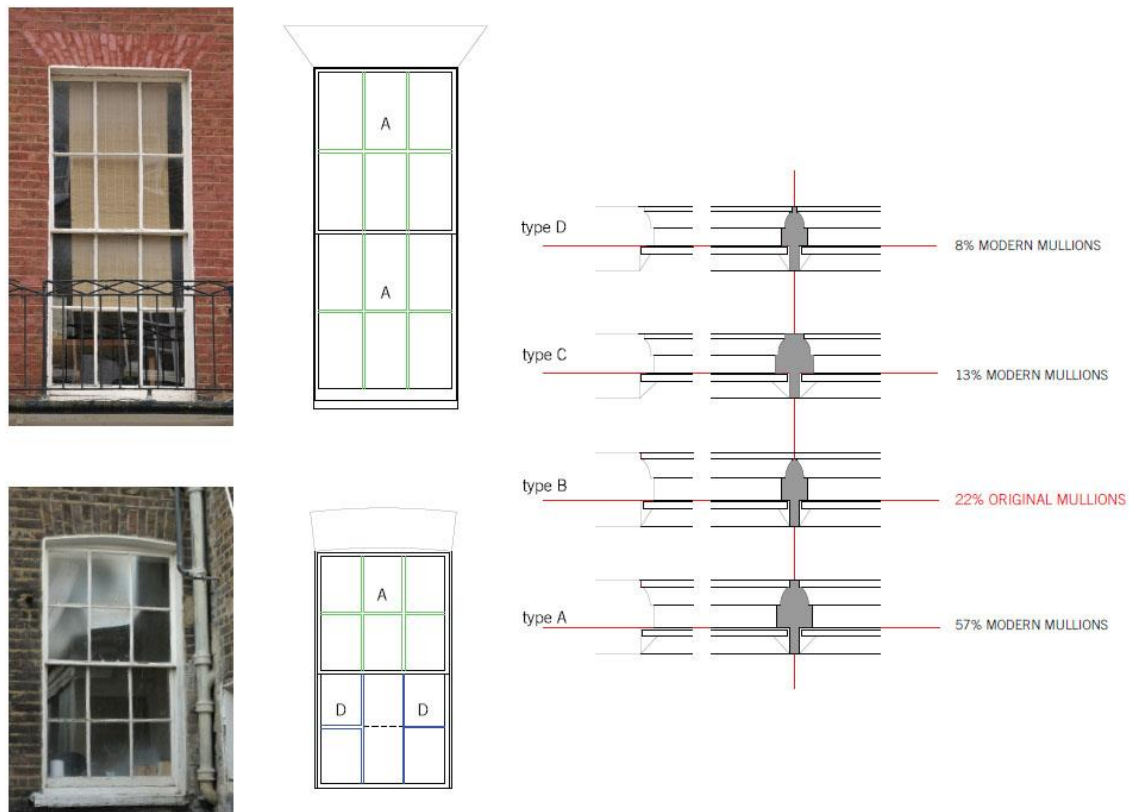 A
A
A
D
D
type D
8% MODERN MULLIONS
type C
13% MODERN MULLIONS
type B
22% ORIGINAL MULLIONS
type A
57% MODERN MULLIONS